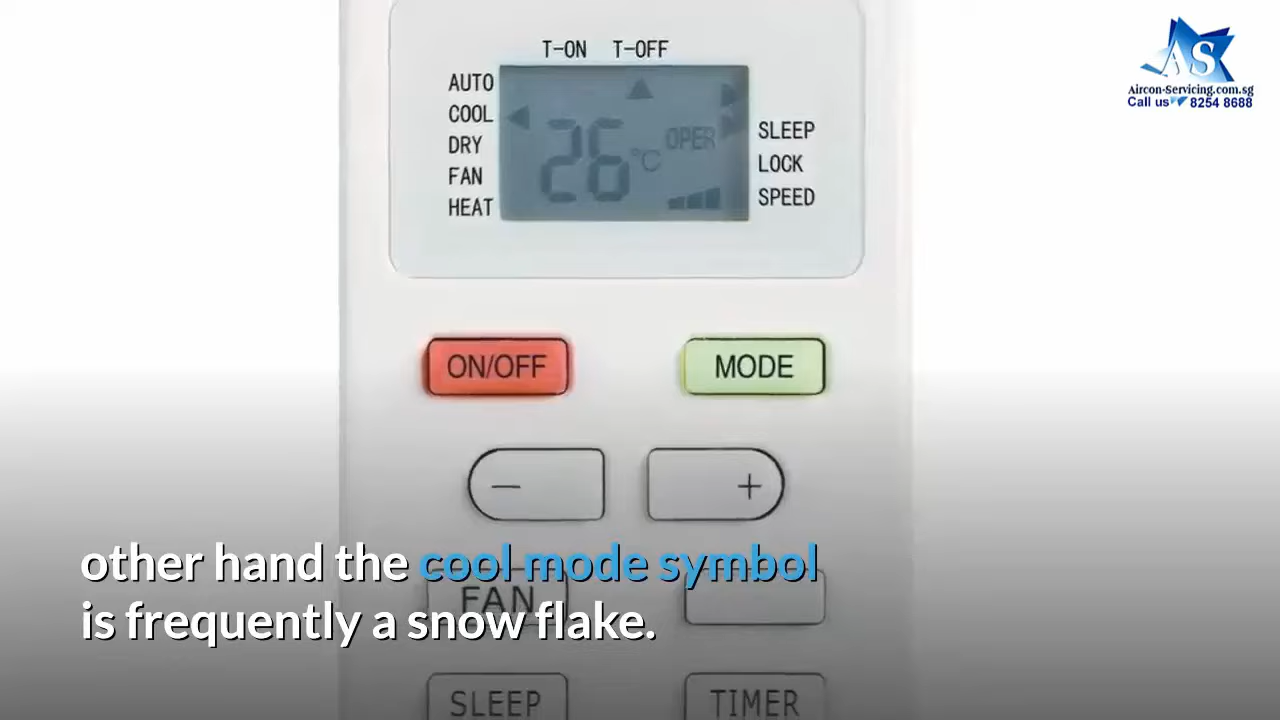 T-ON T-OFF
AUTO
COOL
DRY
FAN
HEAT
26 °C
OPER
SLEEP
LOCK
SPEED
ON/OFF
MODE
− +
FAN
SLEEP
TIMER
other hand the cool mode symbol
is frequently a snow flake.
AS
Aircon-Servicing.com.sg
Call us 8254 8688